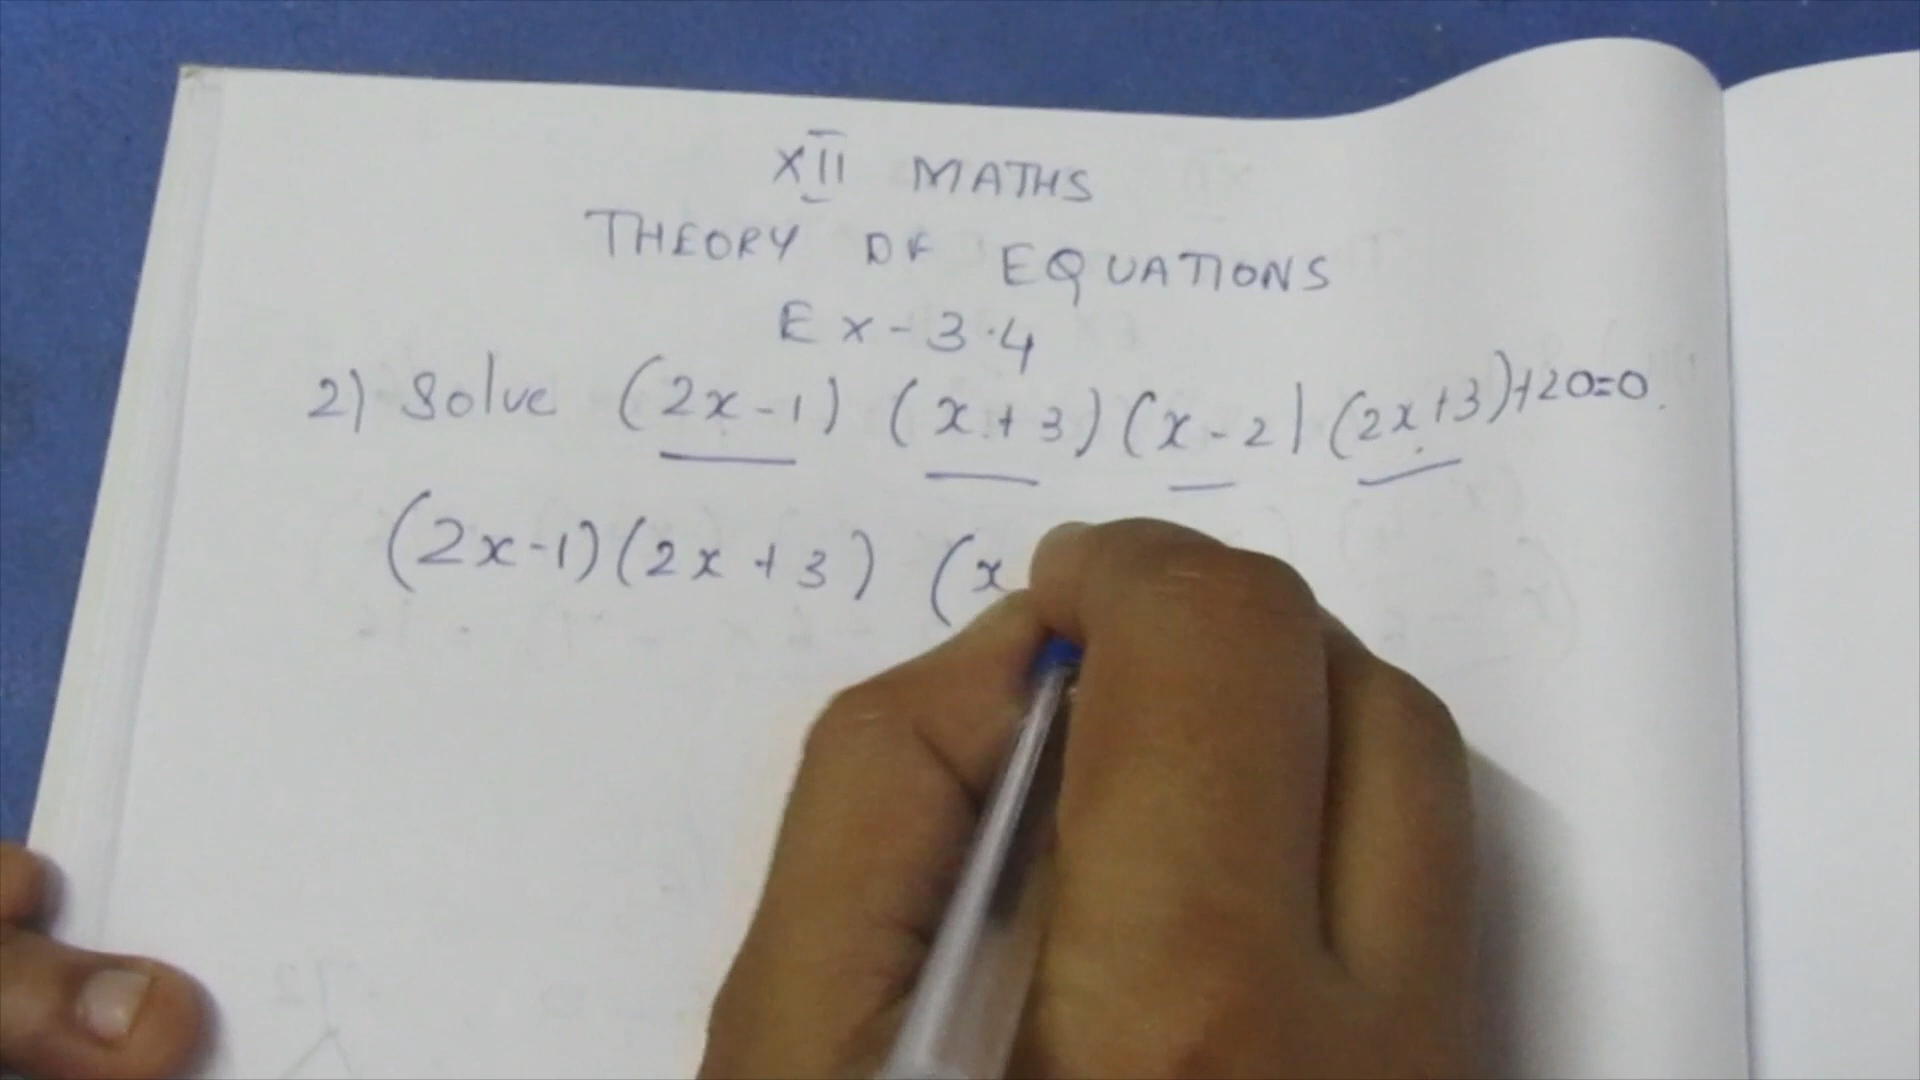 XII MATHS
THEORY OF EQUATIONS
Ex - 3.4
2) Solve (2x-1) (x+3) (x-2) (2x+3)+20=0.
(2x-1)(2x+3) (x